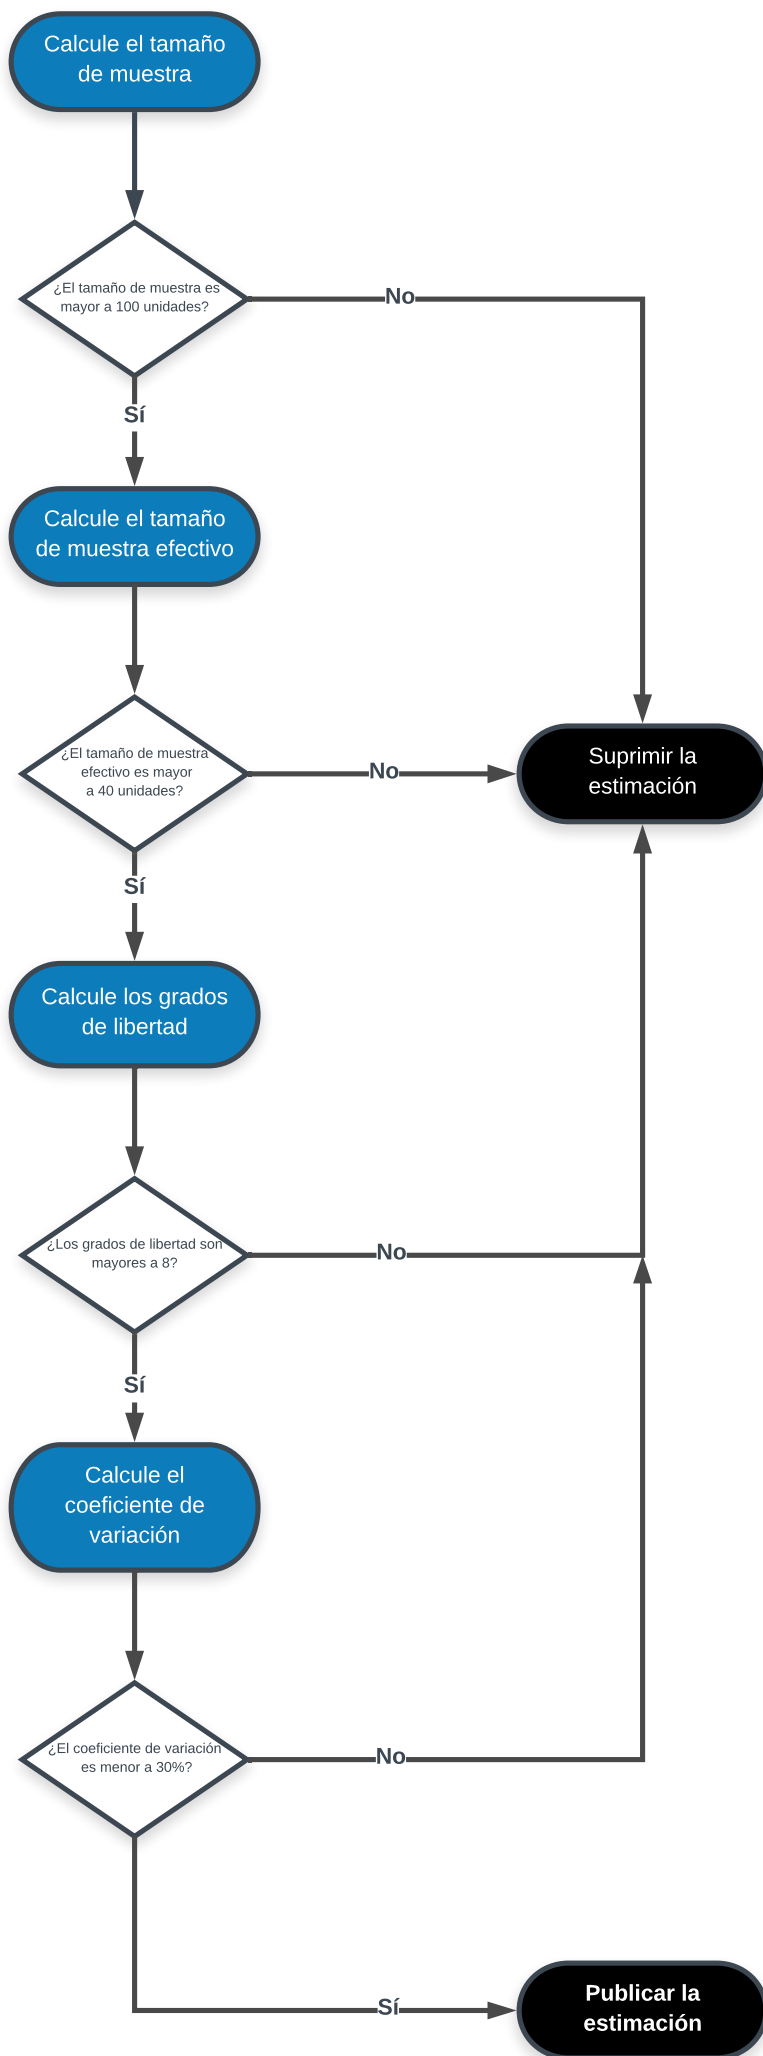 Calcule el tamaño
de muestra
¿El tamaño de muestra es
mayor a 100 unidades?
No
Sí
Calcule el tamaño
de muestra efectivo
¿El tamaño de muestra
efectivo es mayor
a 40 unidades?
No
Suprimir la
estimación
Sí
Calcule los grados
de libertad
¿Los grados de libertad son
mayores a 8?
No
Sí
Calcule el
coeficiente de
variación
¿El coeficiente de variación
es menor a 30%?
No
Sí
Publicar la
estimación